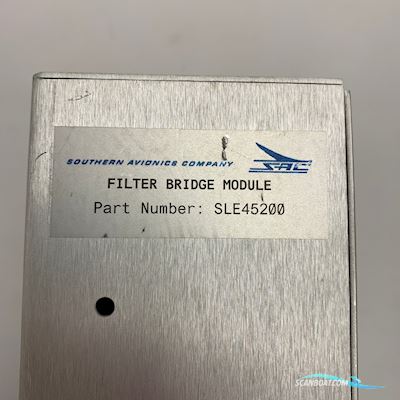 SOUTHERN AVIONICS COMPANY
SAC
FILTER BRIDGE MODULE
Part Number: SLE45200
SCANBOAT.COM